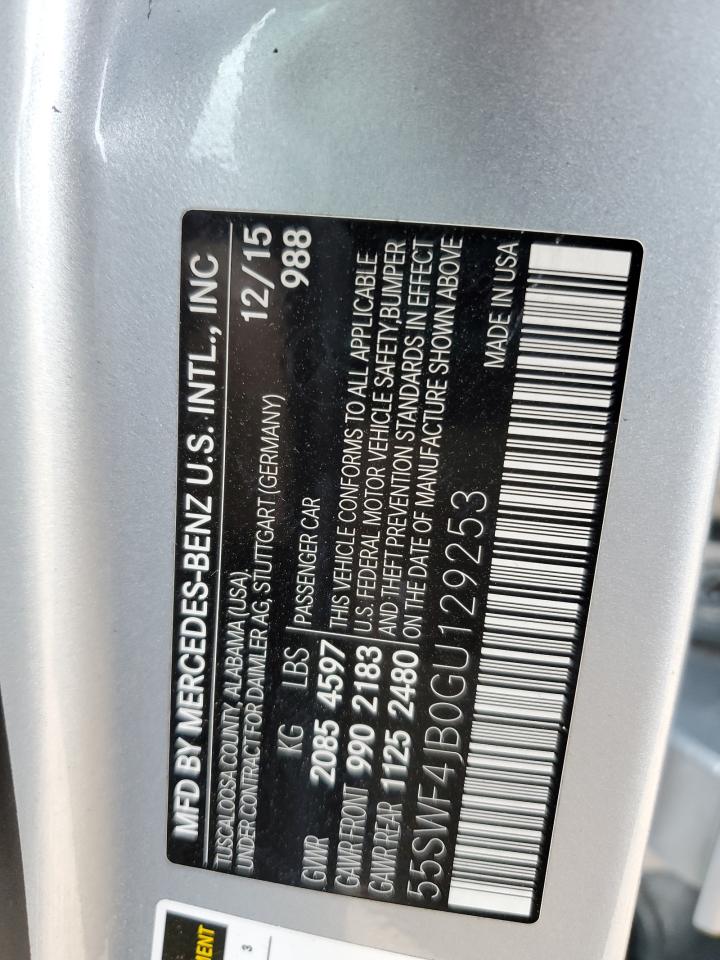 MFD BY MERCEDES-BENZ U.S. INTL., INC
TUSCALOOSA COUNTY, ALABAMA (USA) 12/15
UNDER CONTRACT FOR DAIMLER AG, STUTTGART (GERMANY) 988
KG LBS PASSENGER CAR
GWR 2085 4597 THIS VEHICLE CONFORMS TO ALL APPLICABLE
GAWR FRONT 990 2183 U.S. FEDERAL MOTOR VEHICLE SAFETY,BUMPER
GAWR REAR 1125 2480 AND THEFT PREVENTION STANDARDS IN EFFECT
ON THE DATE OF MANUFACTURE SHOWN ABOVE
55SWF4JB0GU129253 MADE IN USA
3